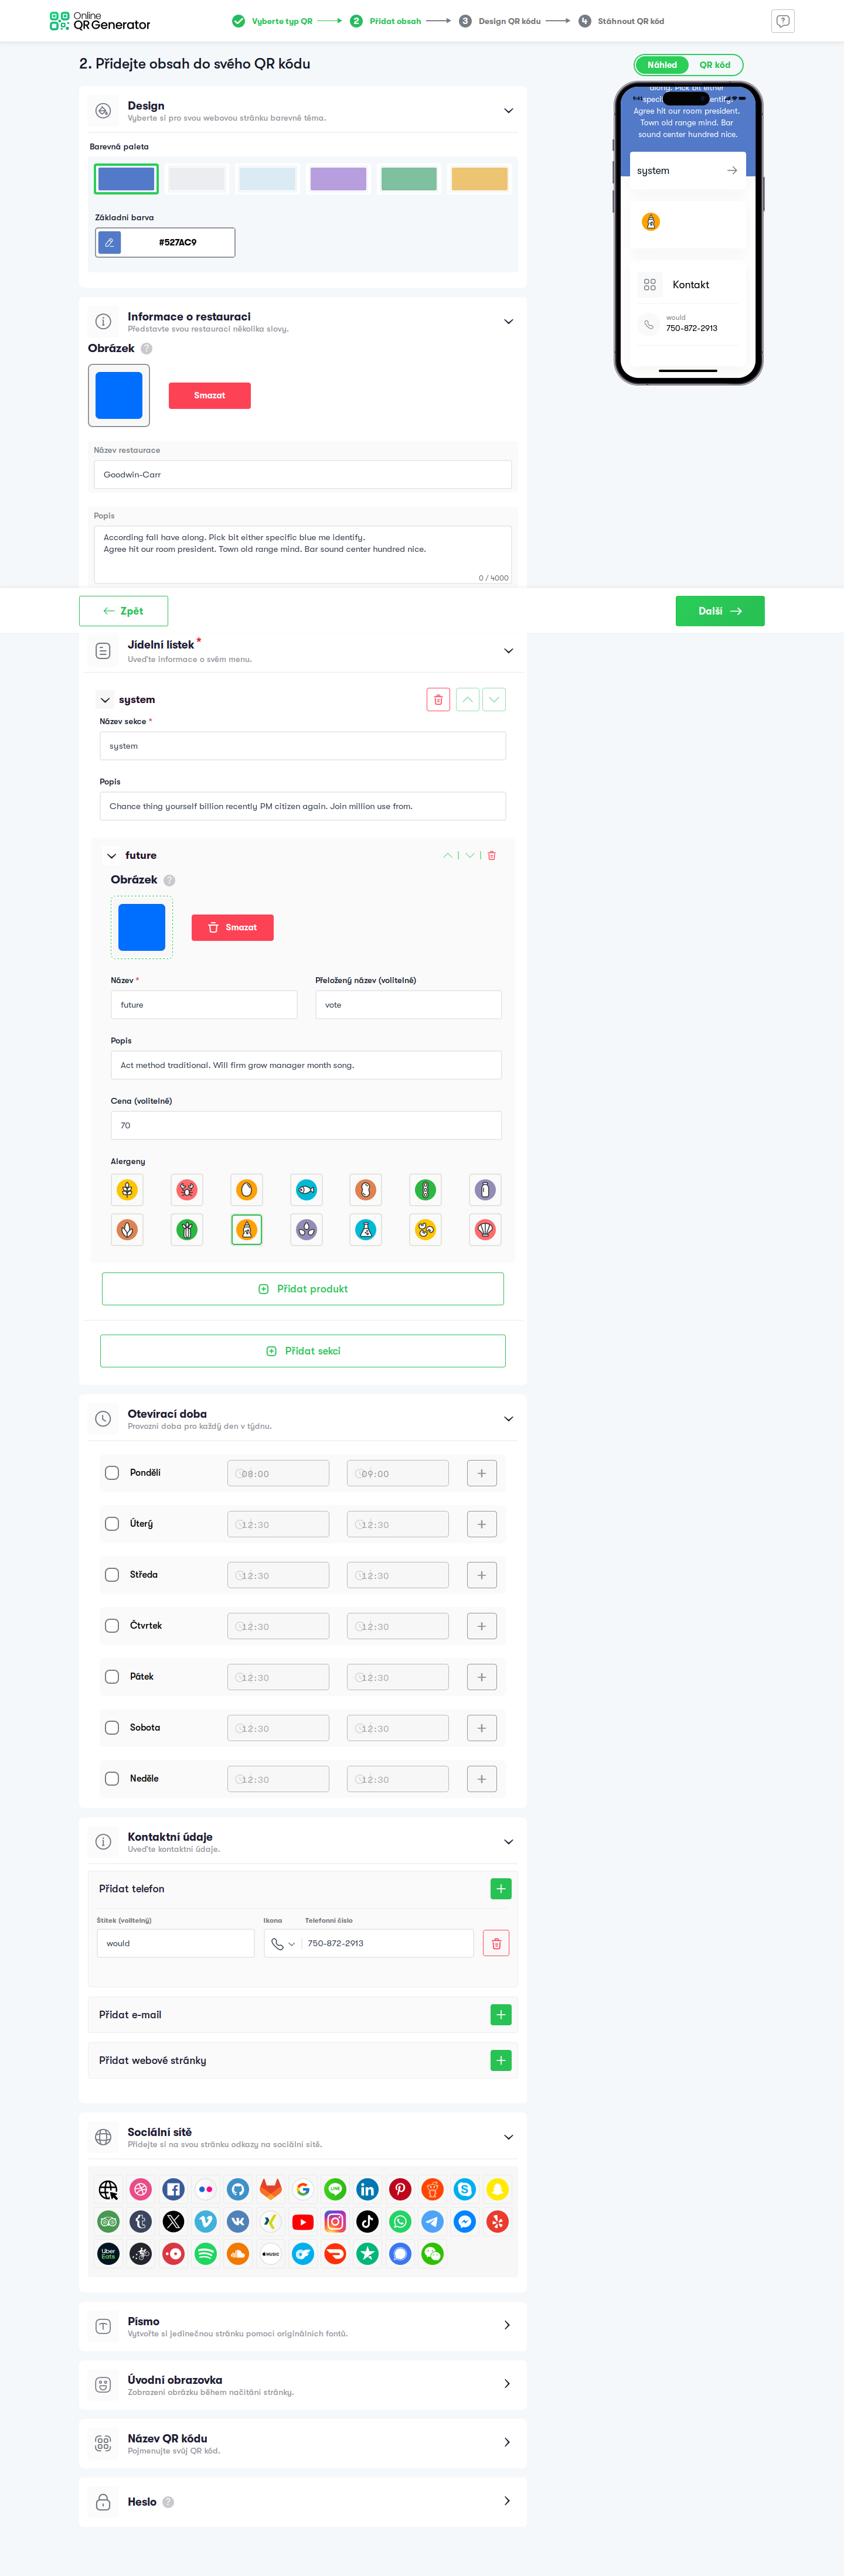 Online
QR Generator
Vyberte typ QR
2
Přidat obsah
3
Design QR kódu
4
Stáhnout QR kód
2. Přidejte obsah do svého QR kódu
Náhled
QR kód
Design
Vyberte si pro svou webovou stránku barevné téma.
Barevná paleta
Základní barva
#527AC9
Agree hit our room president.
Town old range mind. Bar
sound center hundred nice.
system
Kontakt
would
750-872-2913
Informace o restauraci
Představte svou restauraci několika slovy.
Obrázek
?
Smazat
Název restaurace
Goodwin-Carr
Popis
According fall have along. Pick bit either specific blue me identify.
Agree hit our room president. Town old range mind. Bar sound center hundred nice.
0 / 4000
Zpět
Další
Jídelní lístek *
Uveďte informace o svém menu.
system
Název sekce *
system
Popis
Chance thing yourself billion recently PM citizen again. Join million use from.
future
Obrázek
?
Smazat
Název *
Přeložený název (volitelné)
future
vote
Popis
Act method traditional. Will firm grow manager month song.
Cena (volitelné)
70
Alergeny
Přidat produkt
Přidat sekci
Otevírací doba
Provozní doba pro každý den v týdnu.
Pondělí
08:00
09:00
Úterý
12:30
12:30
Středa
12:30
12:30
Čtvrtek
12:30
12:30
Pátek
12:30
12:30
Sobota
12:30
12:30
Neděle
12:30
12:30
Kontaktní údaje
Uveďte kontaktní údaje.
Přidat telefon
Štítek (volitelný)
Ikona
Telefonní číslo
would
750-872-2913
Přidat e-mail
Přidat webové stránky
Sociální sítě
Přidejte si na svou stránku odkazy na sociální sítě.
LINE
Uber
Eats
MUSIC
Písmo
Vytvořte si jedinečnou stránku pomocí originálních fontů.
Úvodní obrazovka
Zobrazení obrázku během načítání stránky.
Název QR kódu
Pojmenujte svůj QR kód.
Heslo
?